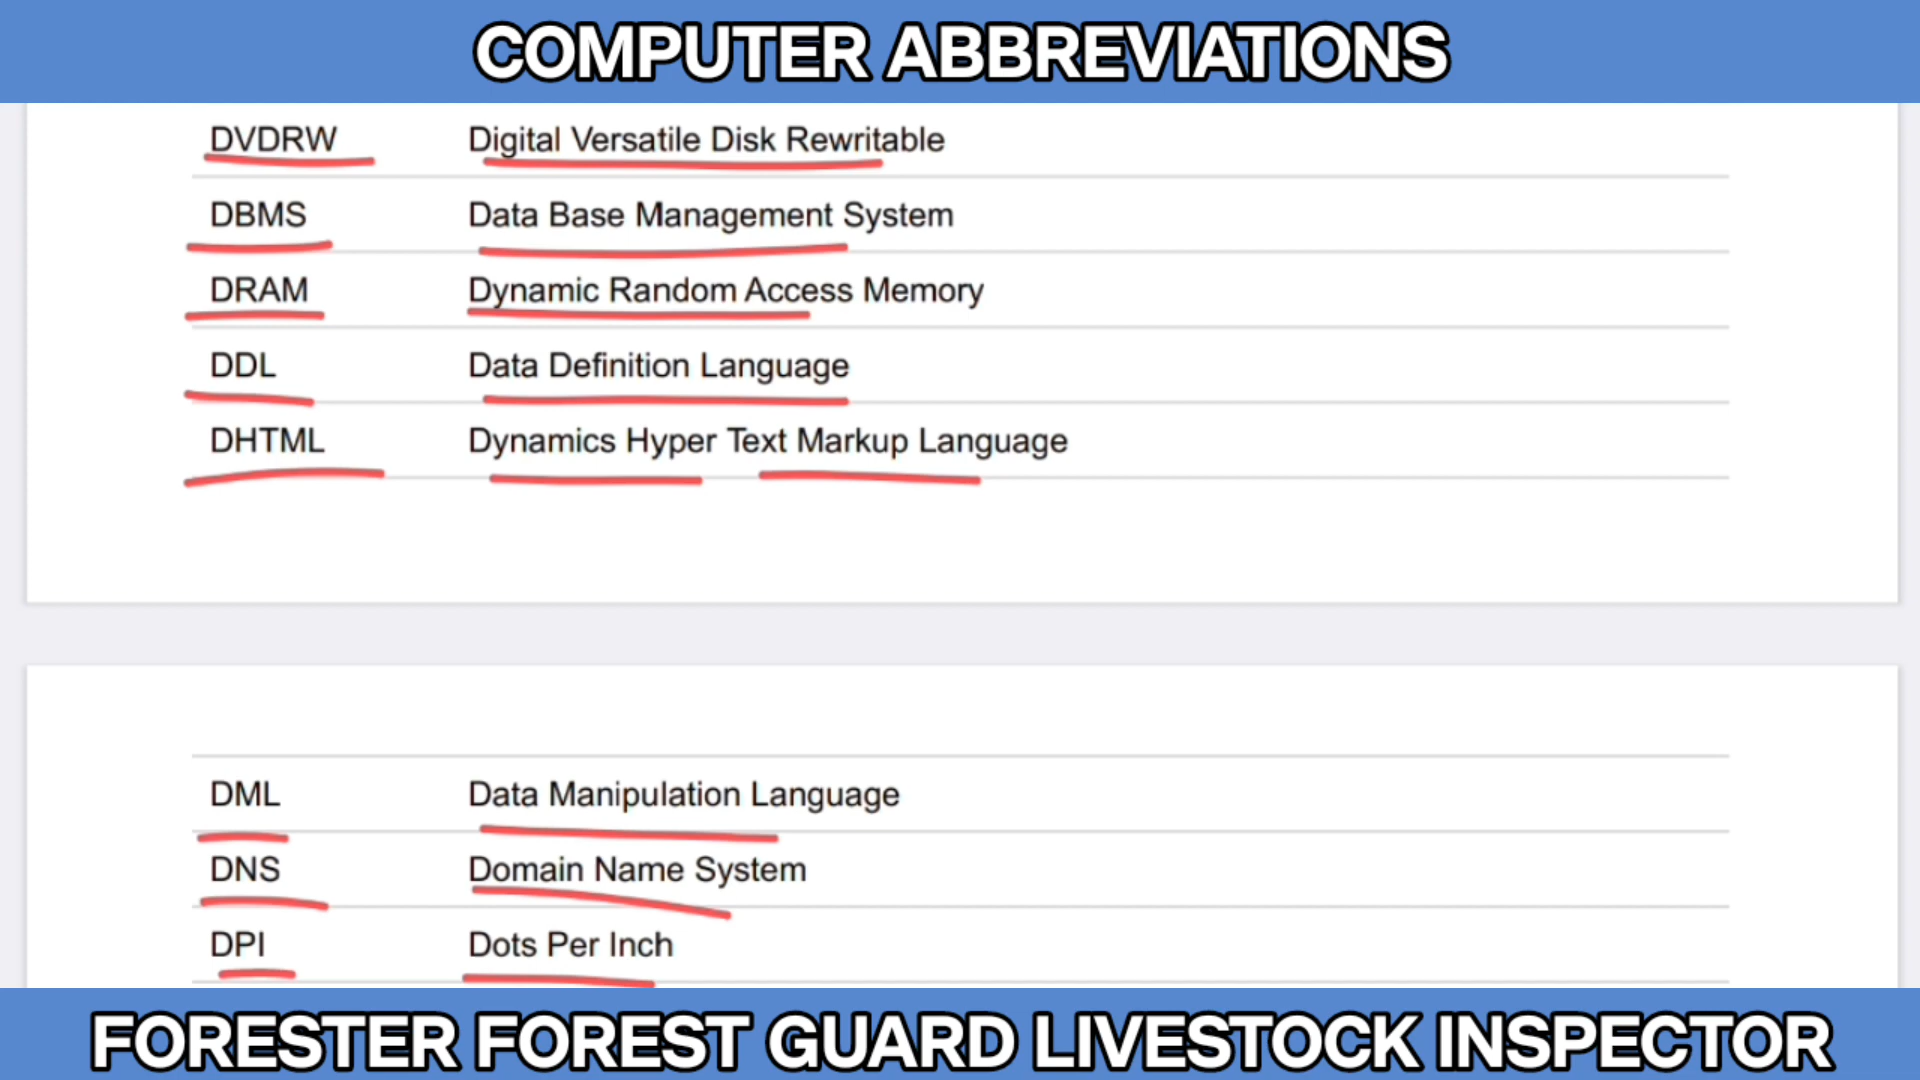 COMPUTER ABBREVIATIONS
DVDRW Digital Versatile Disk Rewritable
DBMS Data Base Management System
DRAM Dynamic Random Access Memory
DDL Data Definition Language
DHTML Dynamics Hyper Text Markup Language
DML Data Manipulation Language
DNS Domain Name System
DPI Dots Per Inch
FORESTER FOREST GUARD LIVESTOCK INSPECTOR